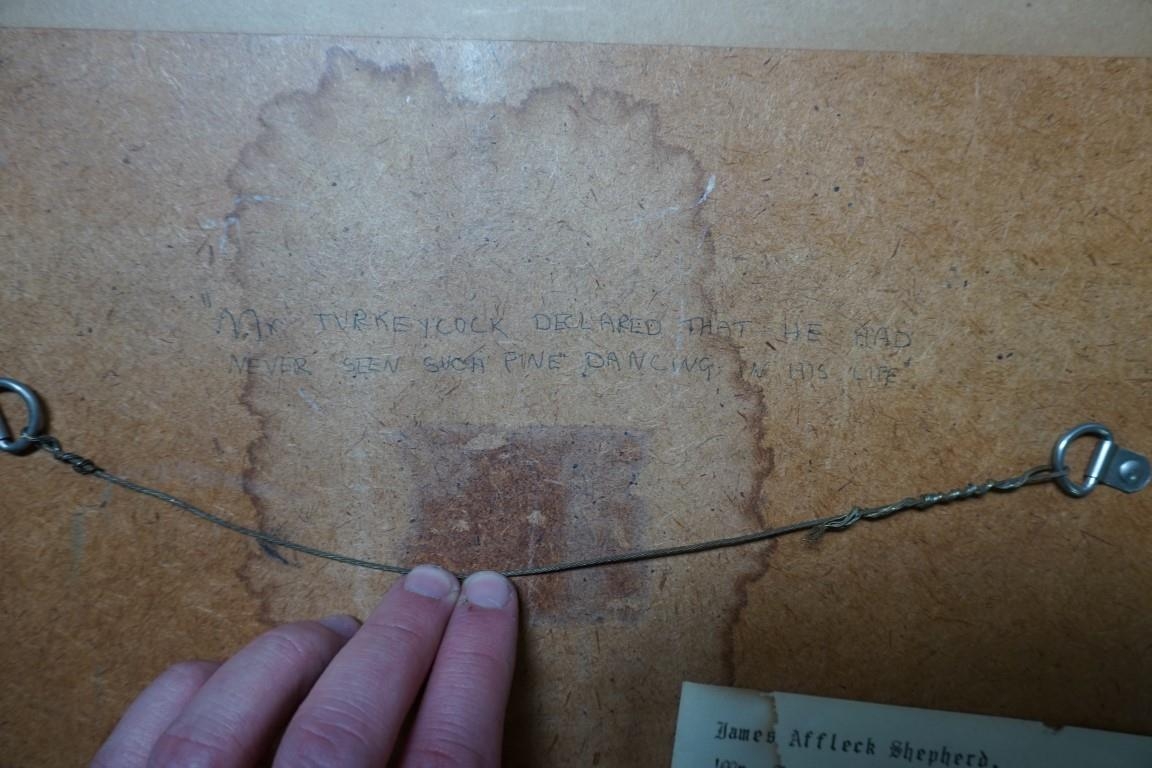 "Mr TURKEYCOCK DECLARED THAT HE HAD
NEVER SEEN SUCH FINE DANCING IN HIS LIFE"
James Affleck Shepherd.